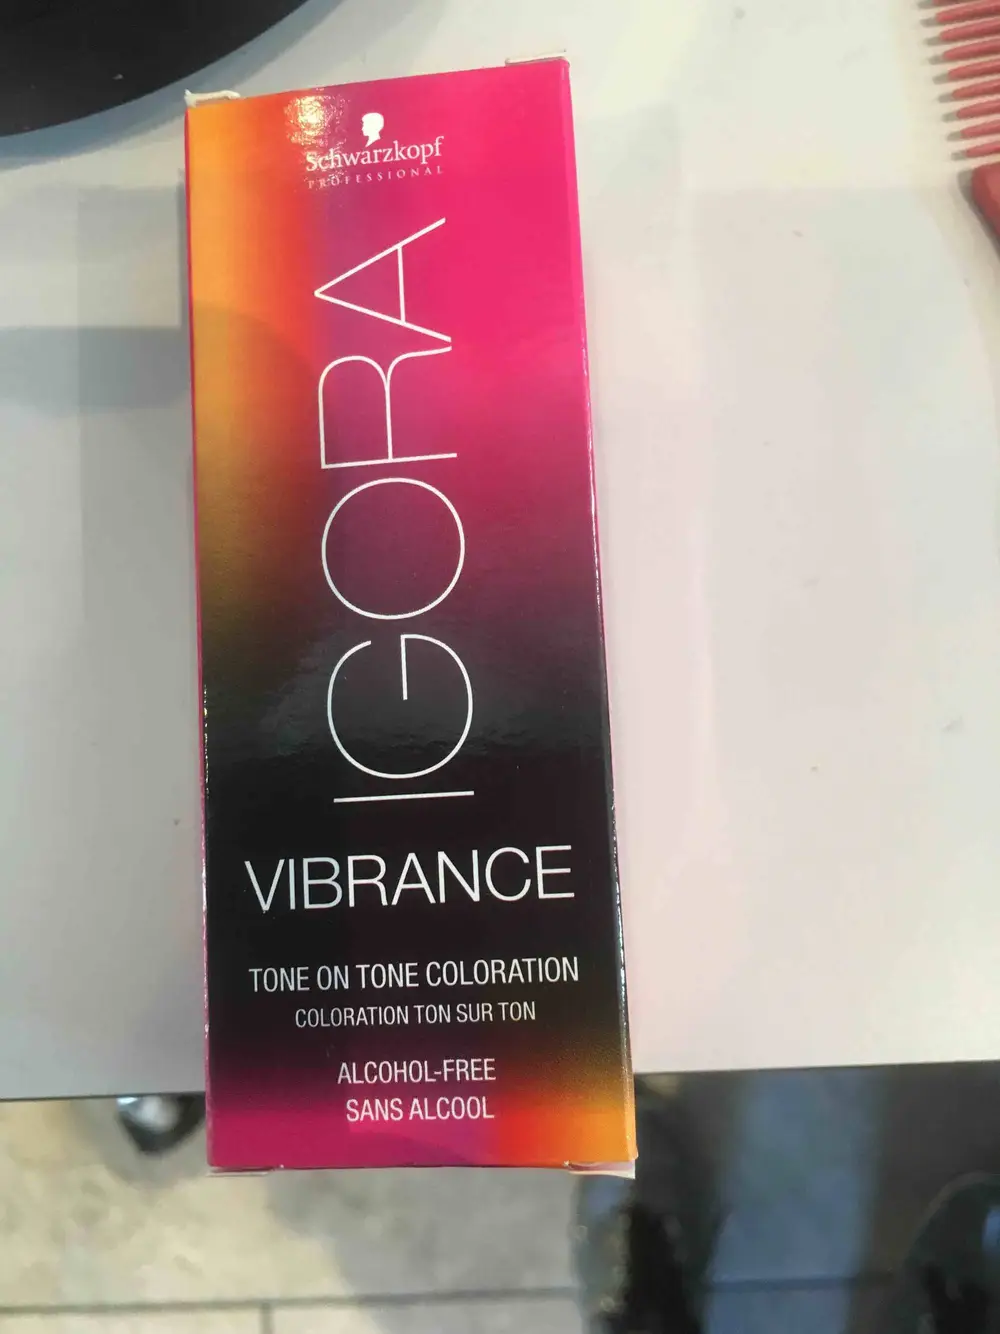 Schwarzkopf
PROFESSIONAL
IGORA
VIBRANCE
TONE ON TONE COLORATION
COLORATION TON SUR TON
ALCOHOL-FREE
SANS ALCOOL